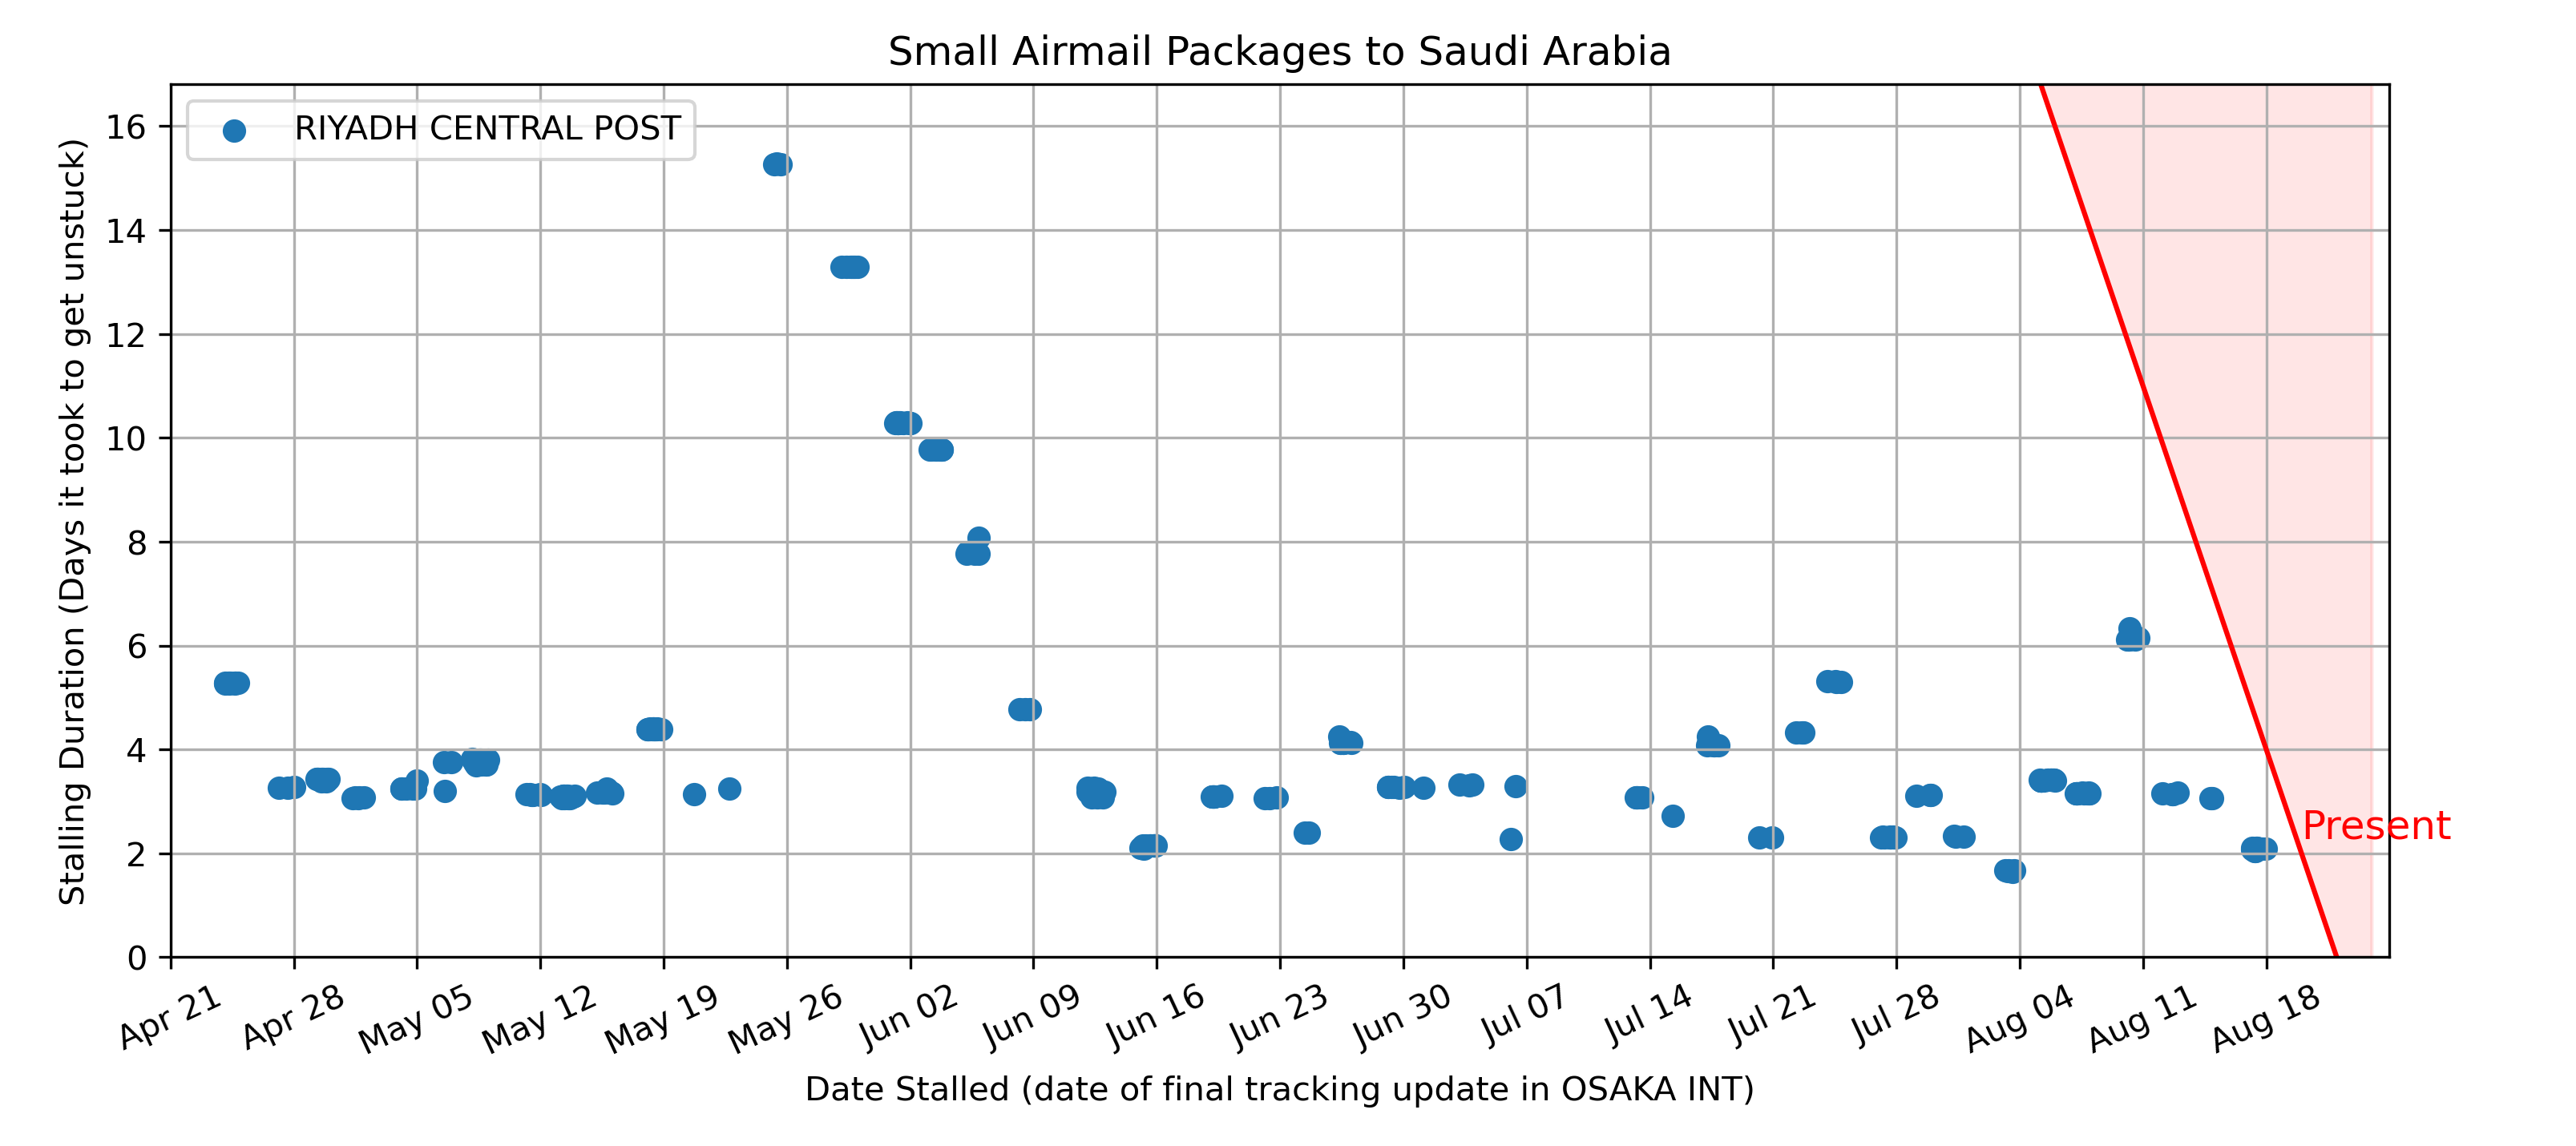 Small Airmail Packages to Saudi Arabia
RIYADH CENTRAL POST
Stalling Duration (Days it took to get unstuck)
16
14
12
10
8
6
4
2
0
Present
Apr 21
Apr 28
May 05
May 12
May 19
May 26
Jun 02
Jun 09
Jun 16
Jun 23
Jun 30
Jul 07
Jul 14
Jul 21
Jul 28
Aug 04
Aug 11
Aug 18
Date Stalled (date of final tracking update in OSAKA INT)